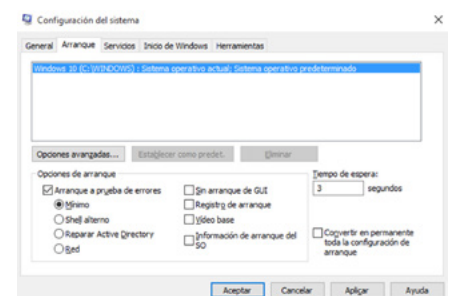 Configuración del sistema
General Arranque Servicios Inicio de Windows Herramientas
Windows 10 (C:\WINDOWS) : Sistema operativo actual; Sistema operativo predeterminado
Opciones avanzadas... Establecer como predet. Eliminar
Opciones de arranque
Arranque a prueba de errores
Mínimo
Shell alterno
Reparar Active Directory
Red
Sin arranque de GUI
Registro de arranque
Vídeo base
Información de arranque del
SO
Tiempo de espera:
3 segundos
Convertir en permanente
toda la configuración de
arranque
Aceptar Cancelar Aplicar Ayuda